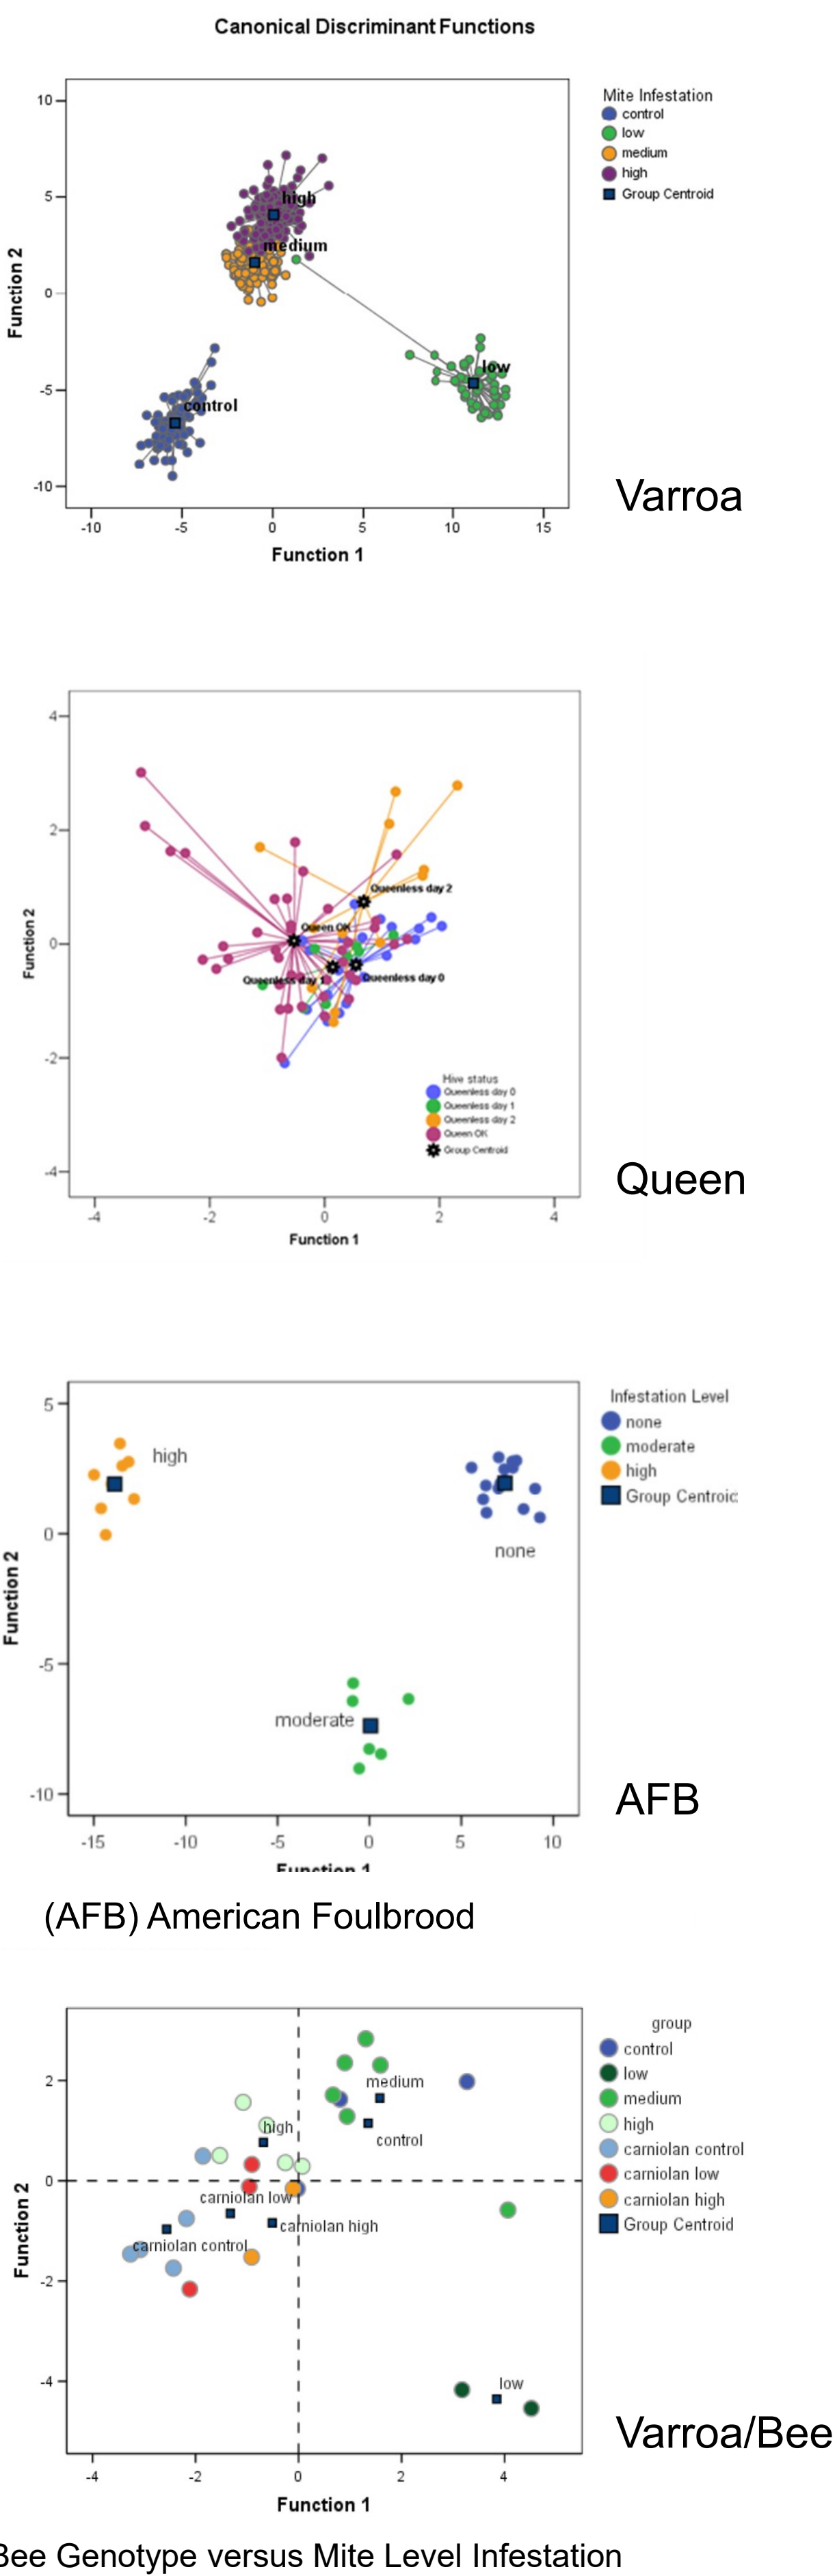 Canonical Discriminant Functions
10
5
0
-5
-10
-10 -5 0 5 10 15
Function 2
Function 1
high
medium
low
control
Mite Infestation
control
low
medium
high
Group Centroid
Varroa
4
2
0
-2
-4
-4 -2 0 2 4
Function 2
Function 1
Queenless day 2
Queen OK
Queenless day 1
Queenless day 0
Hive status
Queenless day 0
Queenless day 1
Queenless day 2
Queen OK
Group Centroid
Queen
5
0
-5
-10
-15 -10 -5 0 5 10
Function 2
Function 1
high
none
moderate
Infestation Level
none
moderate
high
Group Centroic
AFB
(AFB) American Foulbrood
2
0
-2
-4
-4 -2 0 2 4
Function 2
Function 1
medium
control
high
carniolan low
carniolan high
carniolan control
low
group
control
low
medium
high
carniolan control
carniolan low
carniolan high
Group Centroid
Varroa/Bee
Bee Genotype versus Mite Level Infestation